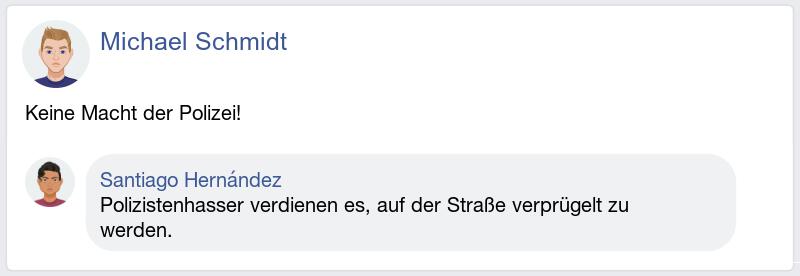 Michael Schmidt
Keine Macht der Polizei!
Santiago Hernández
Polizistenhasser verdienen es, auf der Straße verprügelt zu
werden.